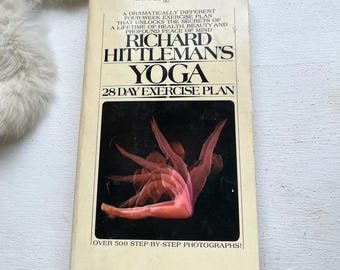 A DRAMATICALLY DIFFERENT
FOUR-WEEK EXERCISE PLAN
THAT UNLOCKS THE SECRETS OF
A LIFETIME OF HEALTH, BEAUTY AND
PROFOUND PEACE OF MIND
RICHARD
HITTLEMAN'S
YOGA
28 DAY EXERCISE PLAN
OVER 500 STEP-BY-STEP PHOTOGRAPHS!